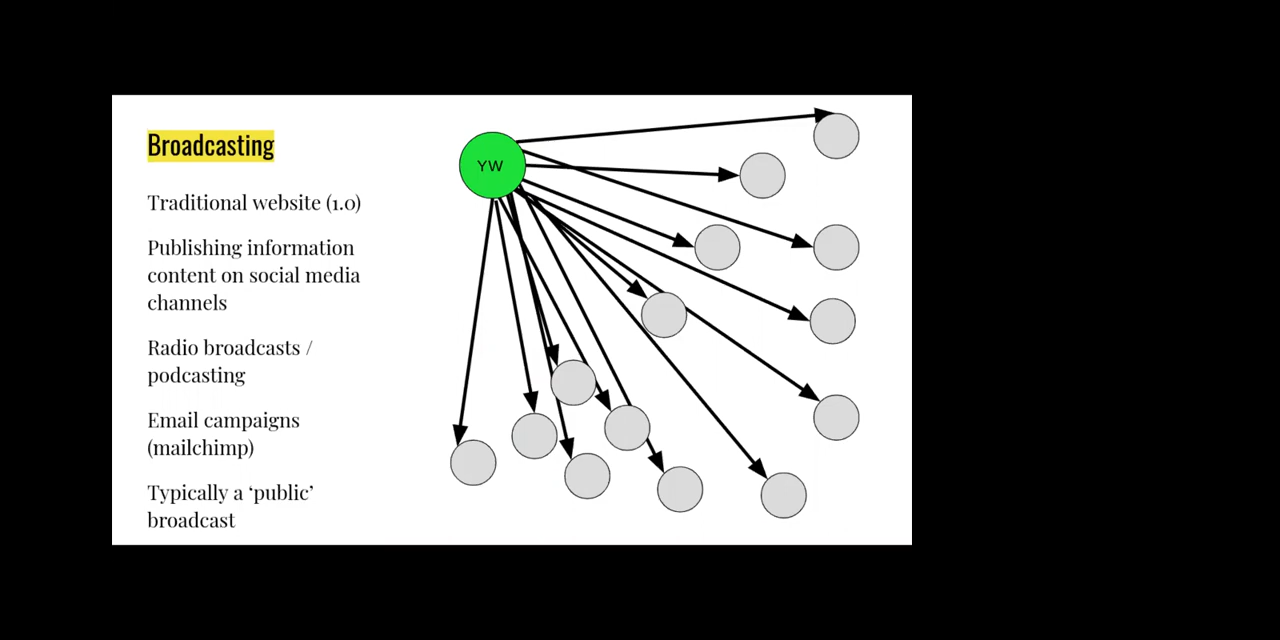 Broadcasting
Traditional website (1.0)
Publishing information
content on social media
channels
Radio broadcasts /
podcasting
Email campaigns
(mailchimp)
Typically a ‘public’
broadcast
YW